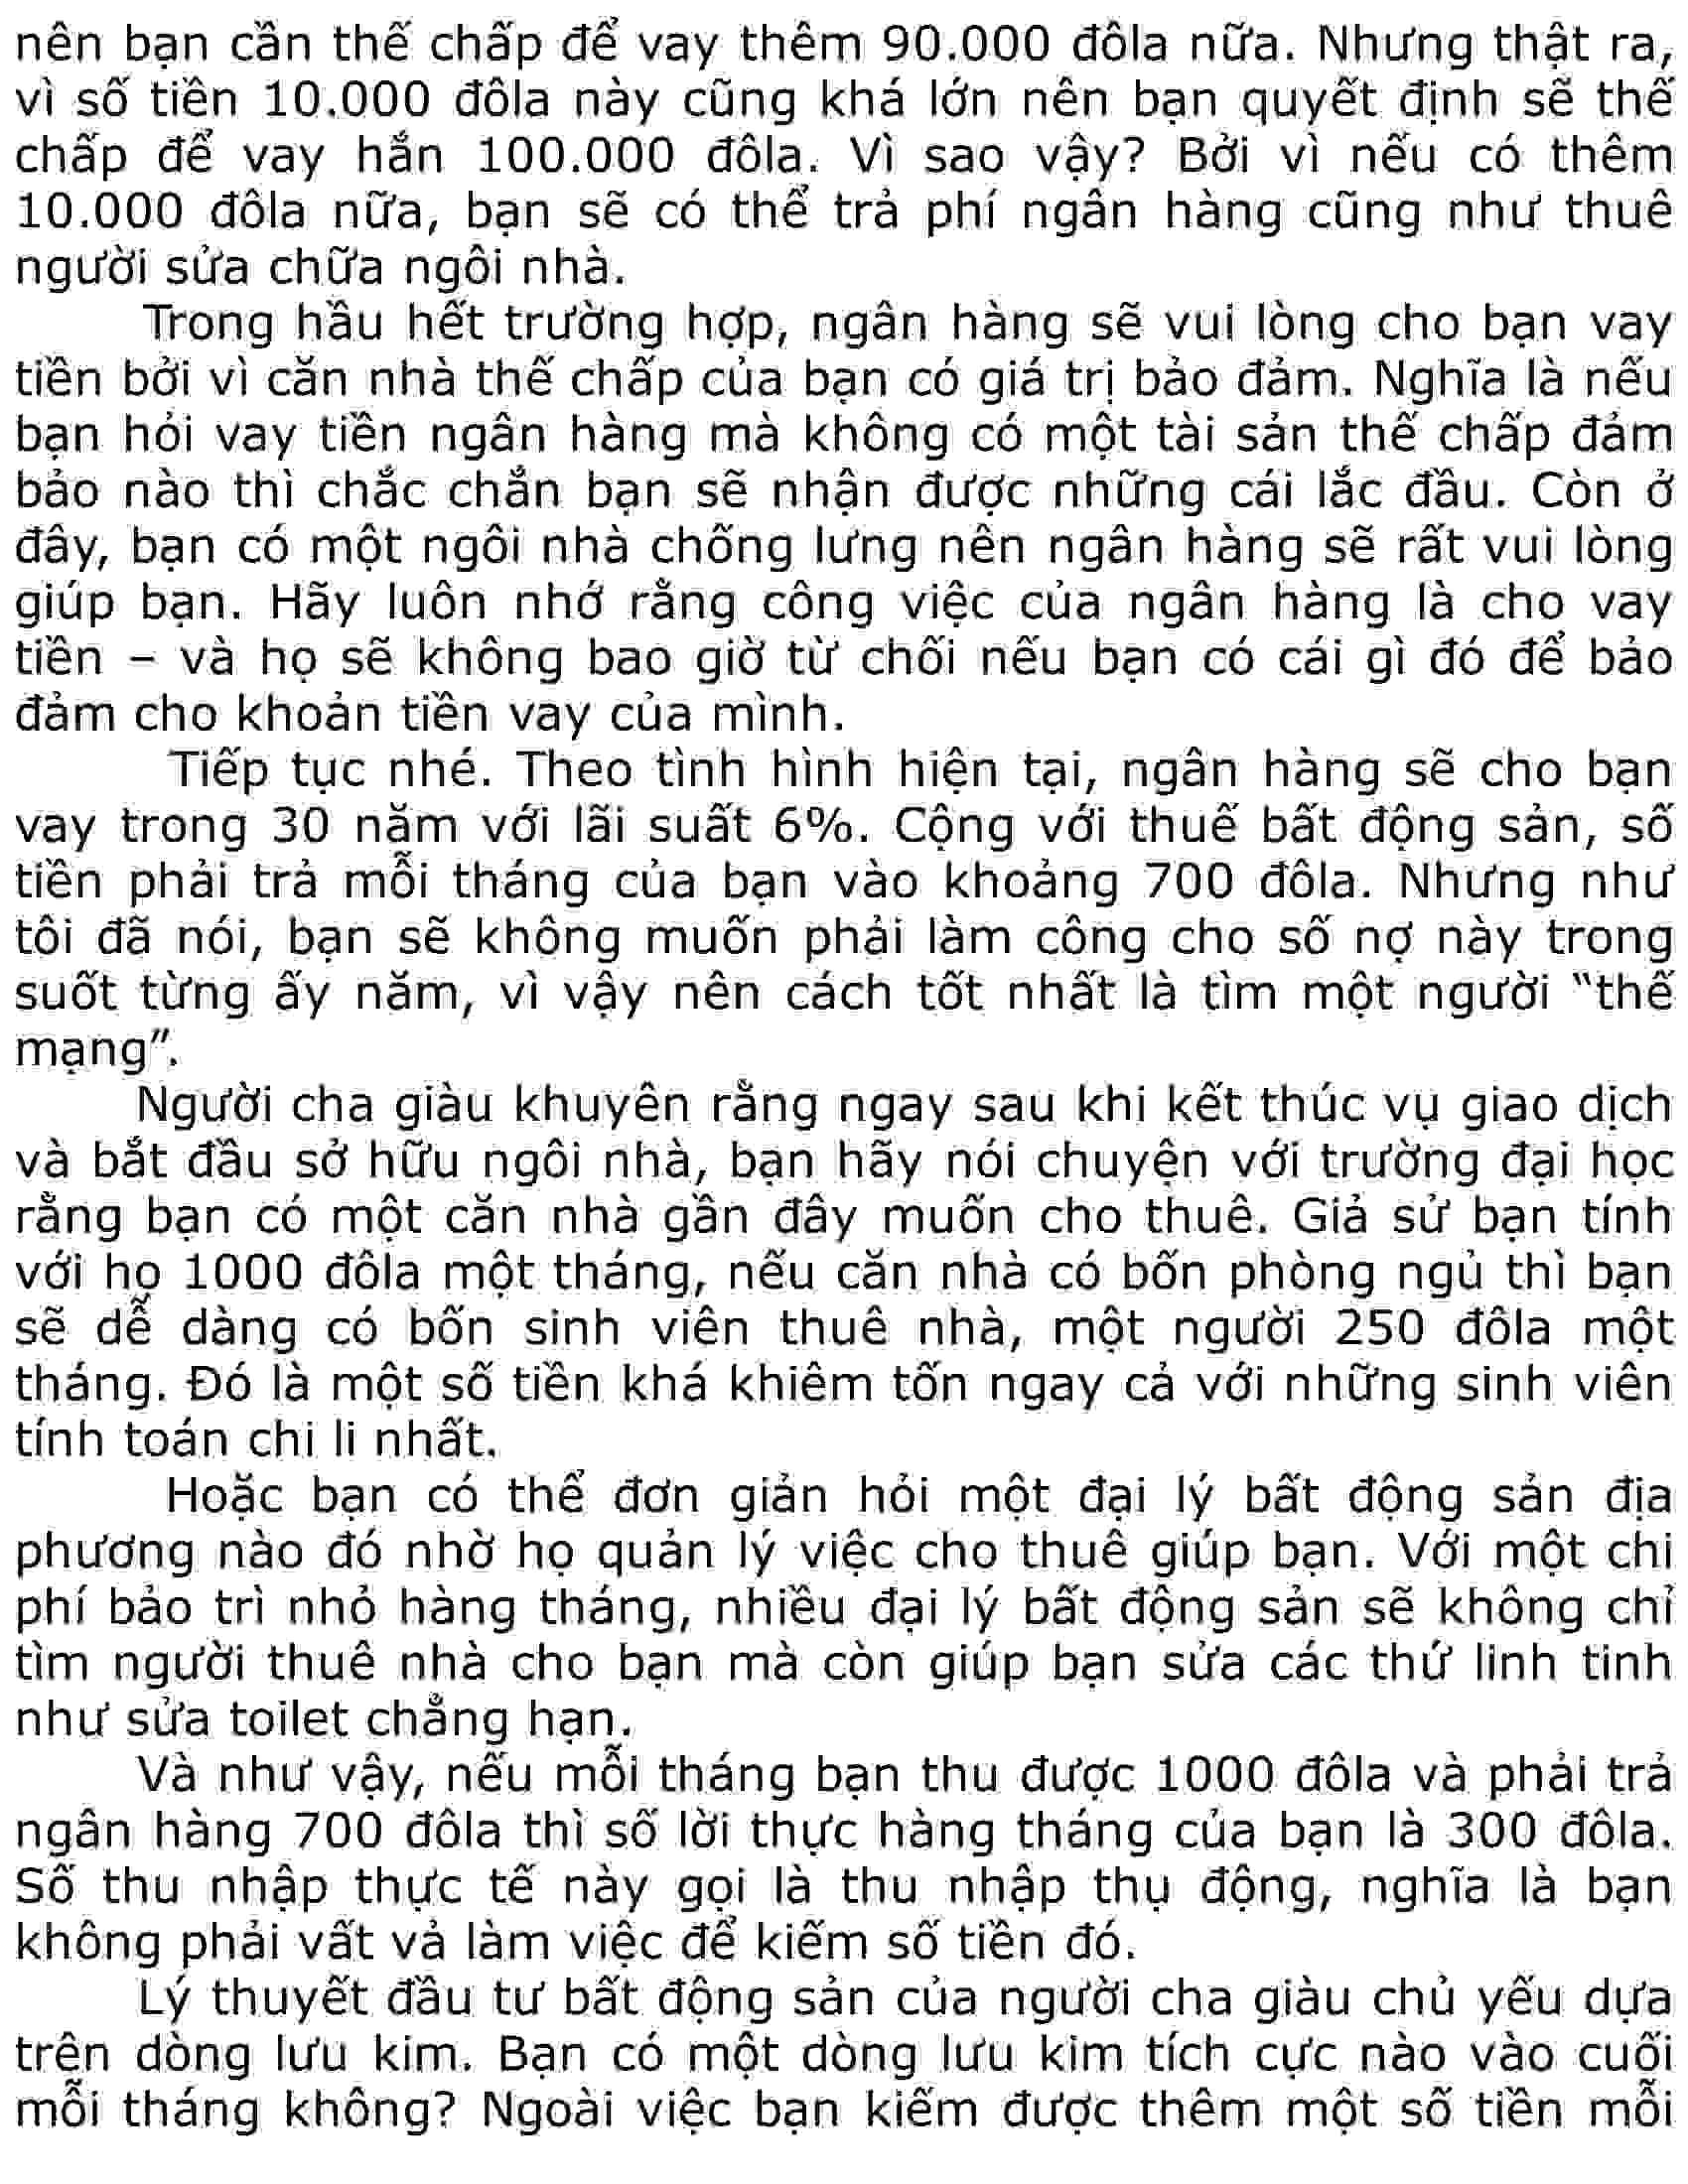 nên bạn cần thế chấp để vay thêm 90.000 đôla nữa. Nhưng thật ra,
vì số tiền 10.000 đôla này cũng khá lớn nên bạn quyết định sẽ thế
chấp để vay hẳn 100.000 đôla. Vì sao vậy? Bởi vì nếu có thêm
10.000 đôla nữa, bạn sẽ có thể trả phí ngân hàng cũng như thuê
người sửa chữa ngôi nhà.
Trong hầu hết trường hợp, ngân hàng sẽ vui lòng cho bạn vay
tiền bởi vì căn nhà thế chấp của bạn có giá trị bảo đảm. Nghĩa là nếu
bạn hỏi vay tiền ngân hàng mà không có một tài sản thế chấp đảm
bảo nào thì chắc chắn bạn sẽ nhận được những cái lắc đầu. Còn ở
đây, bạn có một ngôi nhà chống lưng nên ngân hàng sẽ rất vui lòng
giúp bạn. Hãy luôn nhớ rằng công việc của ngân hàng là cho vay
tiền – và họ sẽ không bao giờ từ chối nếu bạn có cái gì đó để bảo
đảm cho khoản tiền vay của mình.
Tiếp tục nhé. Theo tình hình hiện tại, ngân hàng sẽ cho bạn
vay trong 30 năm với lãi suất 6%. Cộng với thuế bất động sản, số
tiền phải trả mỗi tháng của bạn vào khoảng 700 đôla. Nhưng như
tôi đã nói, bạn sẽ không muốn phải làm công cho số nợ này trong
suốt từng ấy năm, vì vậy nên cách tốt nhất là tìm một người “thế
mạng”.
Người cha giàu khuyên rằng ngay sau khi kết thúc vụ giao dịch
và bắt đầu sở hữu ngôi nhà, bạn hãy nói chuyện với trường đại học
rằng bạn có một căn nhà gần đây muốn cho thuê. Giả sử bạn tính
với họ 1000 đôla một tháng, nếu căn nhà có bốn phòng ngủ thì bạn
sẽ dễ dàng có bốn sinh viên thuê nhà, một người 250 đôla một
tháng. Đó là một số tiền khá khiêm tốn ngay cả với những sinh viên
tính toán chi li nhất.
Hoặc bạn có thể đơn giản hỏi một đại lý bất động sản địa
phương nào đó nhờ họ quản lý việc cho thuê giúp bạn. Với một chi
phí bảo trì nhỏ hàng tháng, nhiều đại lý bất động sản sẽ không chỉ
tìm người thuê nhà cho bạn mà còn giúp bạn sửa các thứ linh tinh
như sửa toilet chẳng hạn.
Và như vậy, nếu mỗi tháng bạn thu được 1000 đôla và phải trả
ngân hàng 700 đôla thì số lời thực hàng tháng của bạn là 300 đôla.
Số thu nhập thực tế này gọi là thu nhập thụ động, nghĩa là bạn
không phải vất vả làm việc để kiếm số tiền đó.
Lý thuyết đầu tư bất động sản của người cha giàu chủ yếu dựa
trên dòng lưu kim. Bạn có một dòng lưu kim tích cực nào vào cuối
mỗi tháng không? Ngoài việc bạn kiếm được thêm một số tiền mỗi